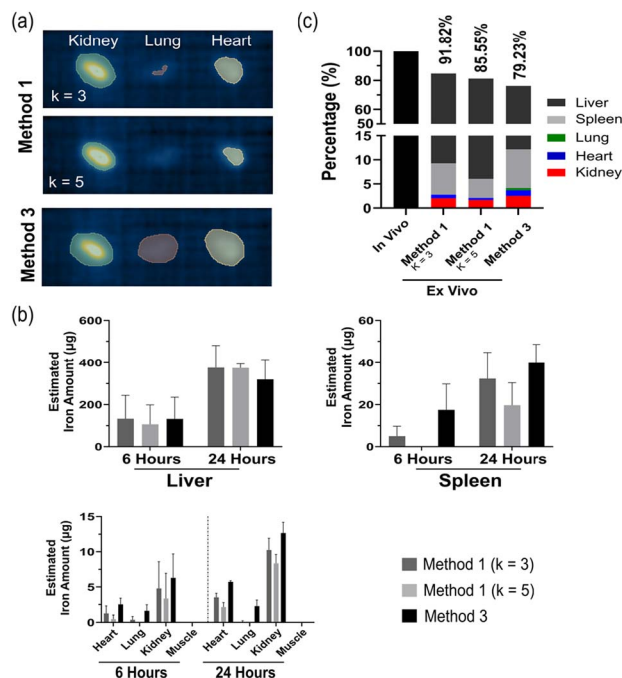 (a)
Kidney Lung Heart
k = 3
k = 5
Method 1
Method 3
(c)
Percentage (%)
100
80
60
50
15
10
5
0
91.82%
85.55%
79.23%
In Vivo
Method 1
K = 3
Method 1
K = 5
Method 3
Ex Vivo
Liver
Spleen
Lung
Heart
Kidney
(b)
Estimated
Iron Amount (µg)
600
400
200
0
6 Hours 24 Hours
Liver
Estimated
Iron Amount (µg)
60
40
20
0
6 Hours 24 Hours
Spleen
Estimated
Iron Amount (µg)
15
10
5
0
Heart
Lung
Kidney
Muscle
Heart
Lung
Kidney
Muscle
6 Hours 24 Hours
Method 1 (k = 3)
Method 1 (k = 5)
Method 3